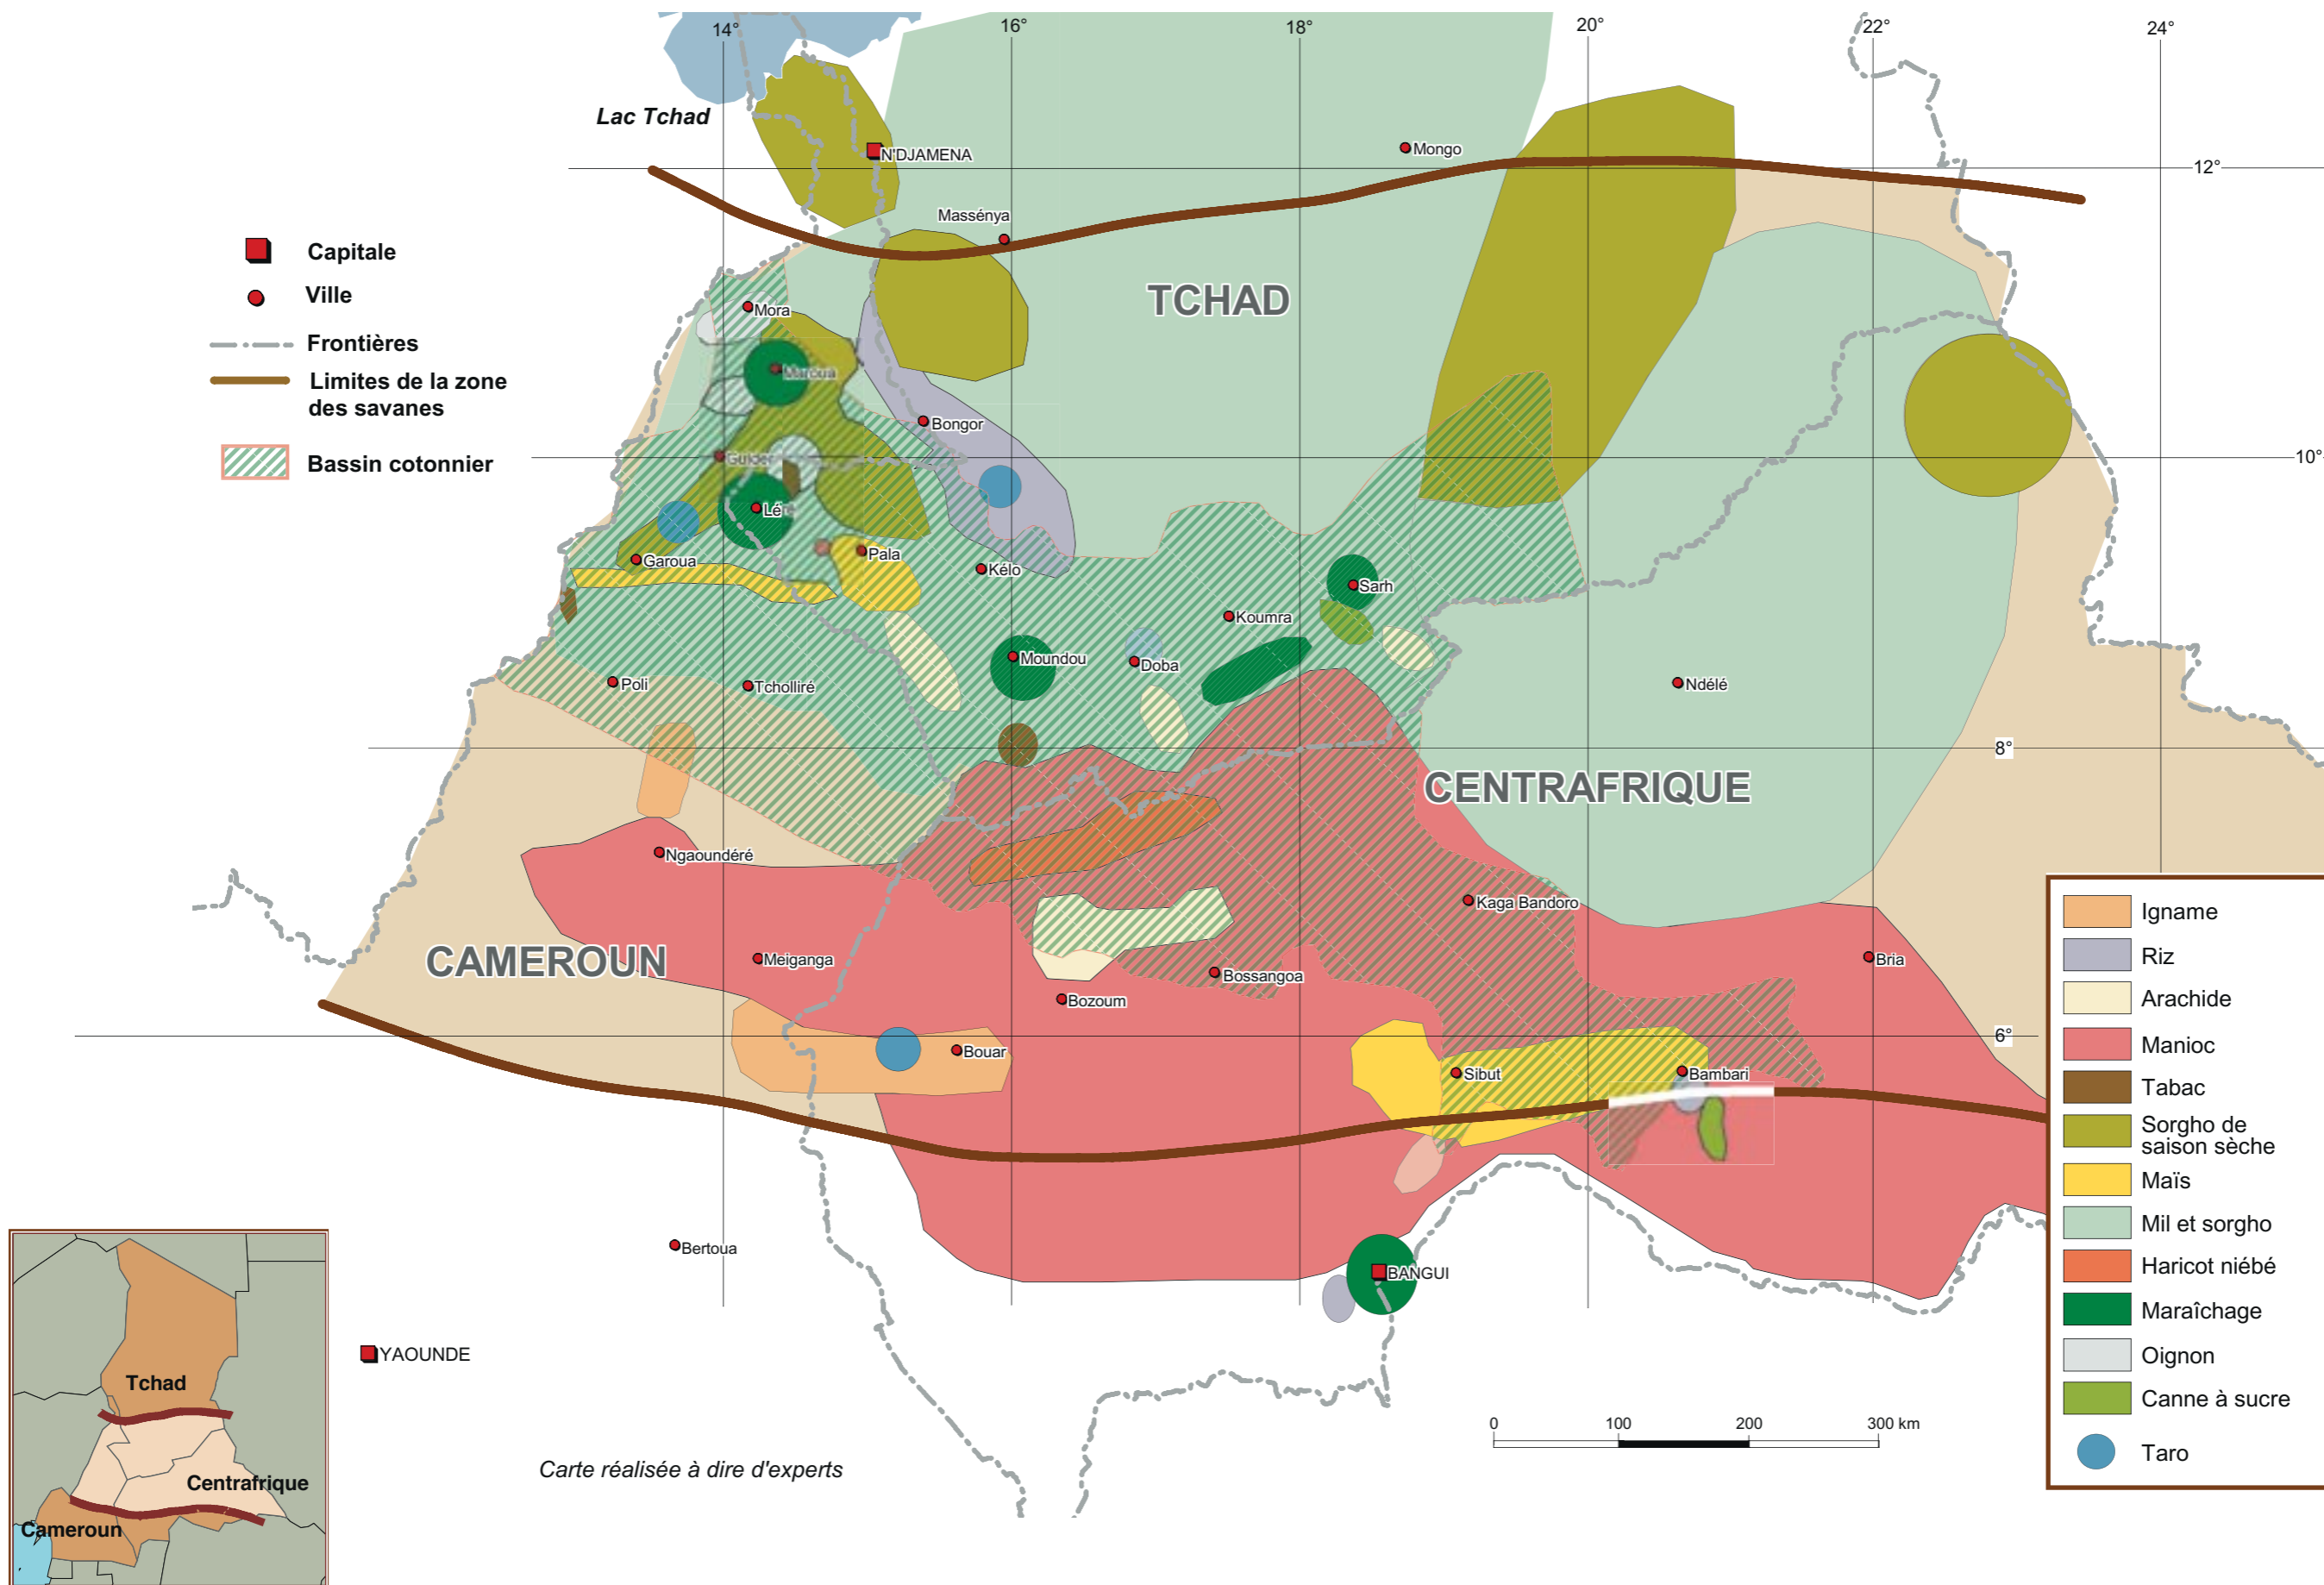 14°
16°
18°
20°
22°
24°
Lac Tchad
N'DJAMENA
Mongo
12°
Massénya
Capitale
Ville
Frontières
Limites de la zone
des savanes
Bassin cotonnier
TCHAD
Mora
Maroua
Bongor
Guider
10°
Léré
Pala
Garoua
Kélo
Sarh
Koumra
Moundou
Doba
Poli
Tcholliré
Ndélé
8°
CENTRAFRIQUE
Ngaoundéré
Kaga Bandoro
CAMEROUN
Meiganga
Bossangoa
Bria
Bozoum
6°
Bouar
Sibut
Bambari
Bertoua
BANGUI
YAOUNDE
Igname
Riz
Arachide
Manioc
Tabac
Sorgho de
saison sèche
Maïs
Mil et sorgho
Haricot niébé
Maraîchage
Oignon
Canne à sucre
Taro
0
100
200
300 km
Carte réalisée à dire d'experts
Tchad
Centrafrique
Cameroun